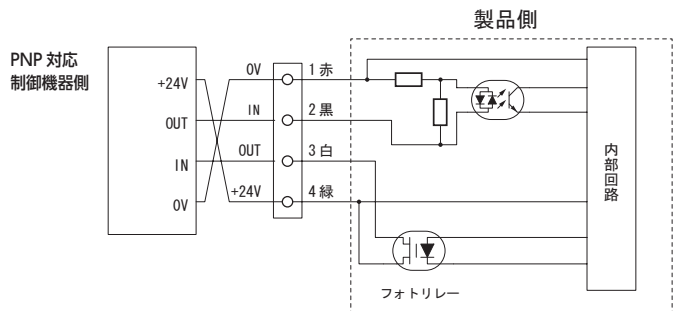 製品側
PNP 対応
制御機器側
+24V
OUT
IN
0V
0V
IN
OUT
+24V
1 赤
2 黒
3 白
4 緑
内部回路
フォトリレー